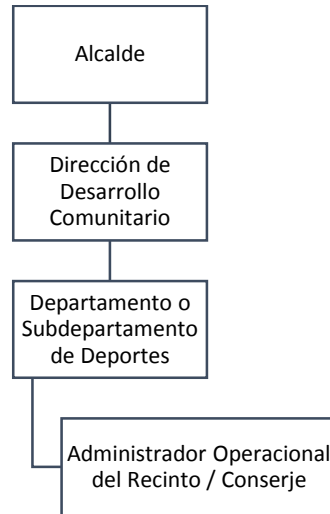 Alcalde
Dirección de
Desarrollo
Comunitario
Departamento o
Subdepartamento
de Deportes
Administrador Operacional
del Recinto / Conserje